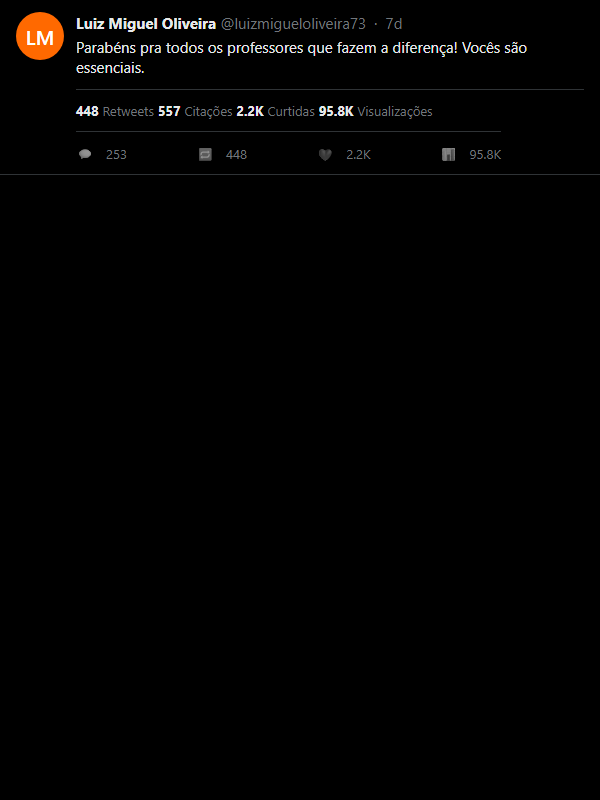 LM
Luiz Miguel Oliveira @luizmigueloliveira73 · 7d
Parabéns pra todos os professores que fazem a diferença! Vocês são
essenciais.
448 Retweets 557 Citações 2.2K Curtidas 95.8K Visualizações
253 448 2.2K 95.8K